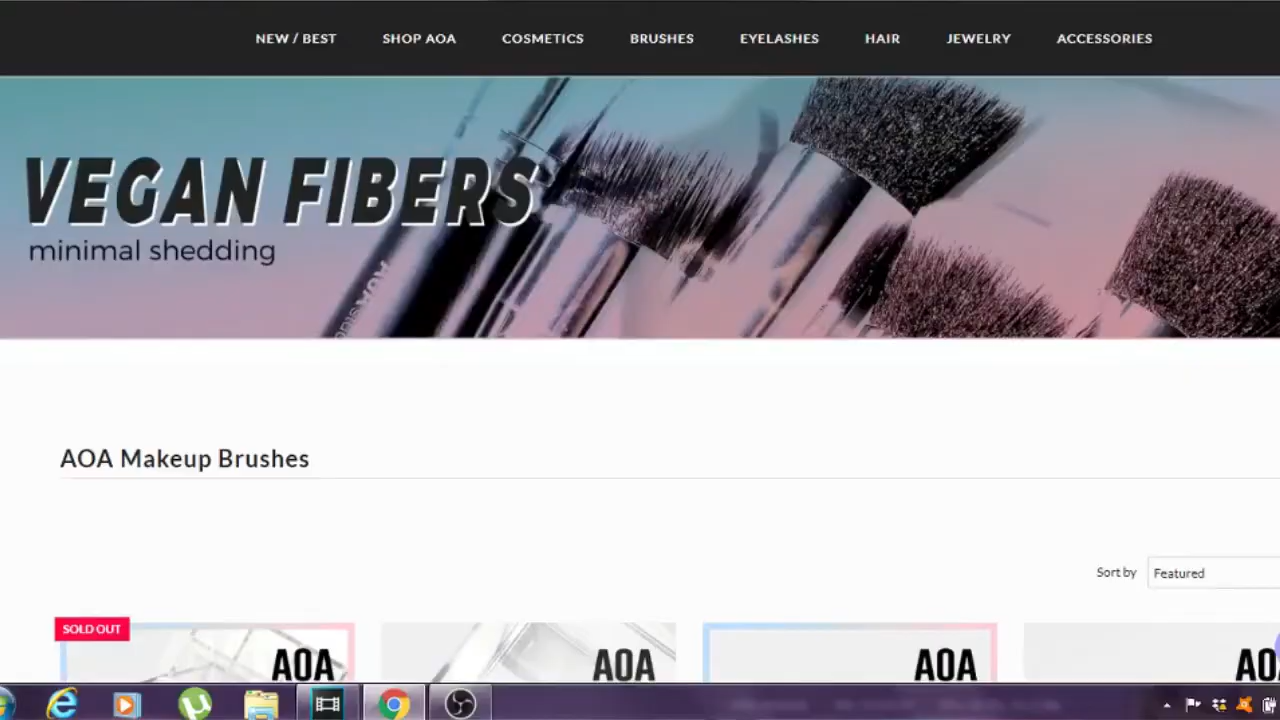 NEW / BEST SHOP AOA COSMETICS BRUSHES EYELASHES HAIR JEWELRY ACCESSORIES
VEGAN FIBERS
minimal shedding
AOA Makeup Brushes
Sort by Featured
SOLD OUT
AOA AOA AOA